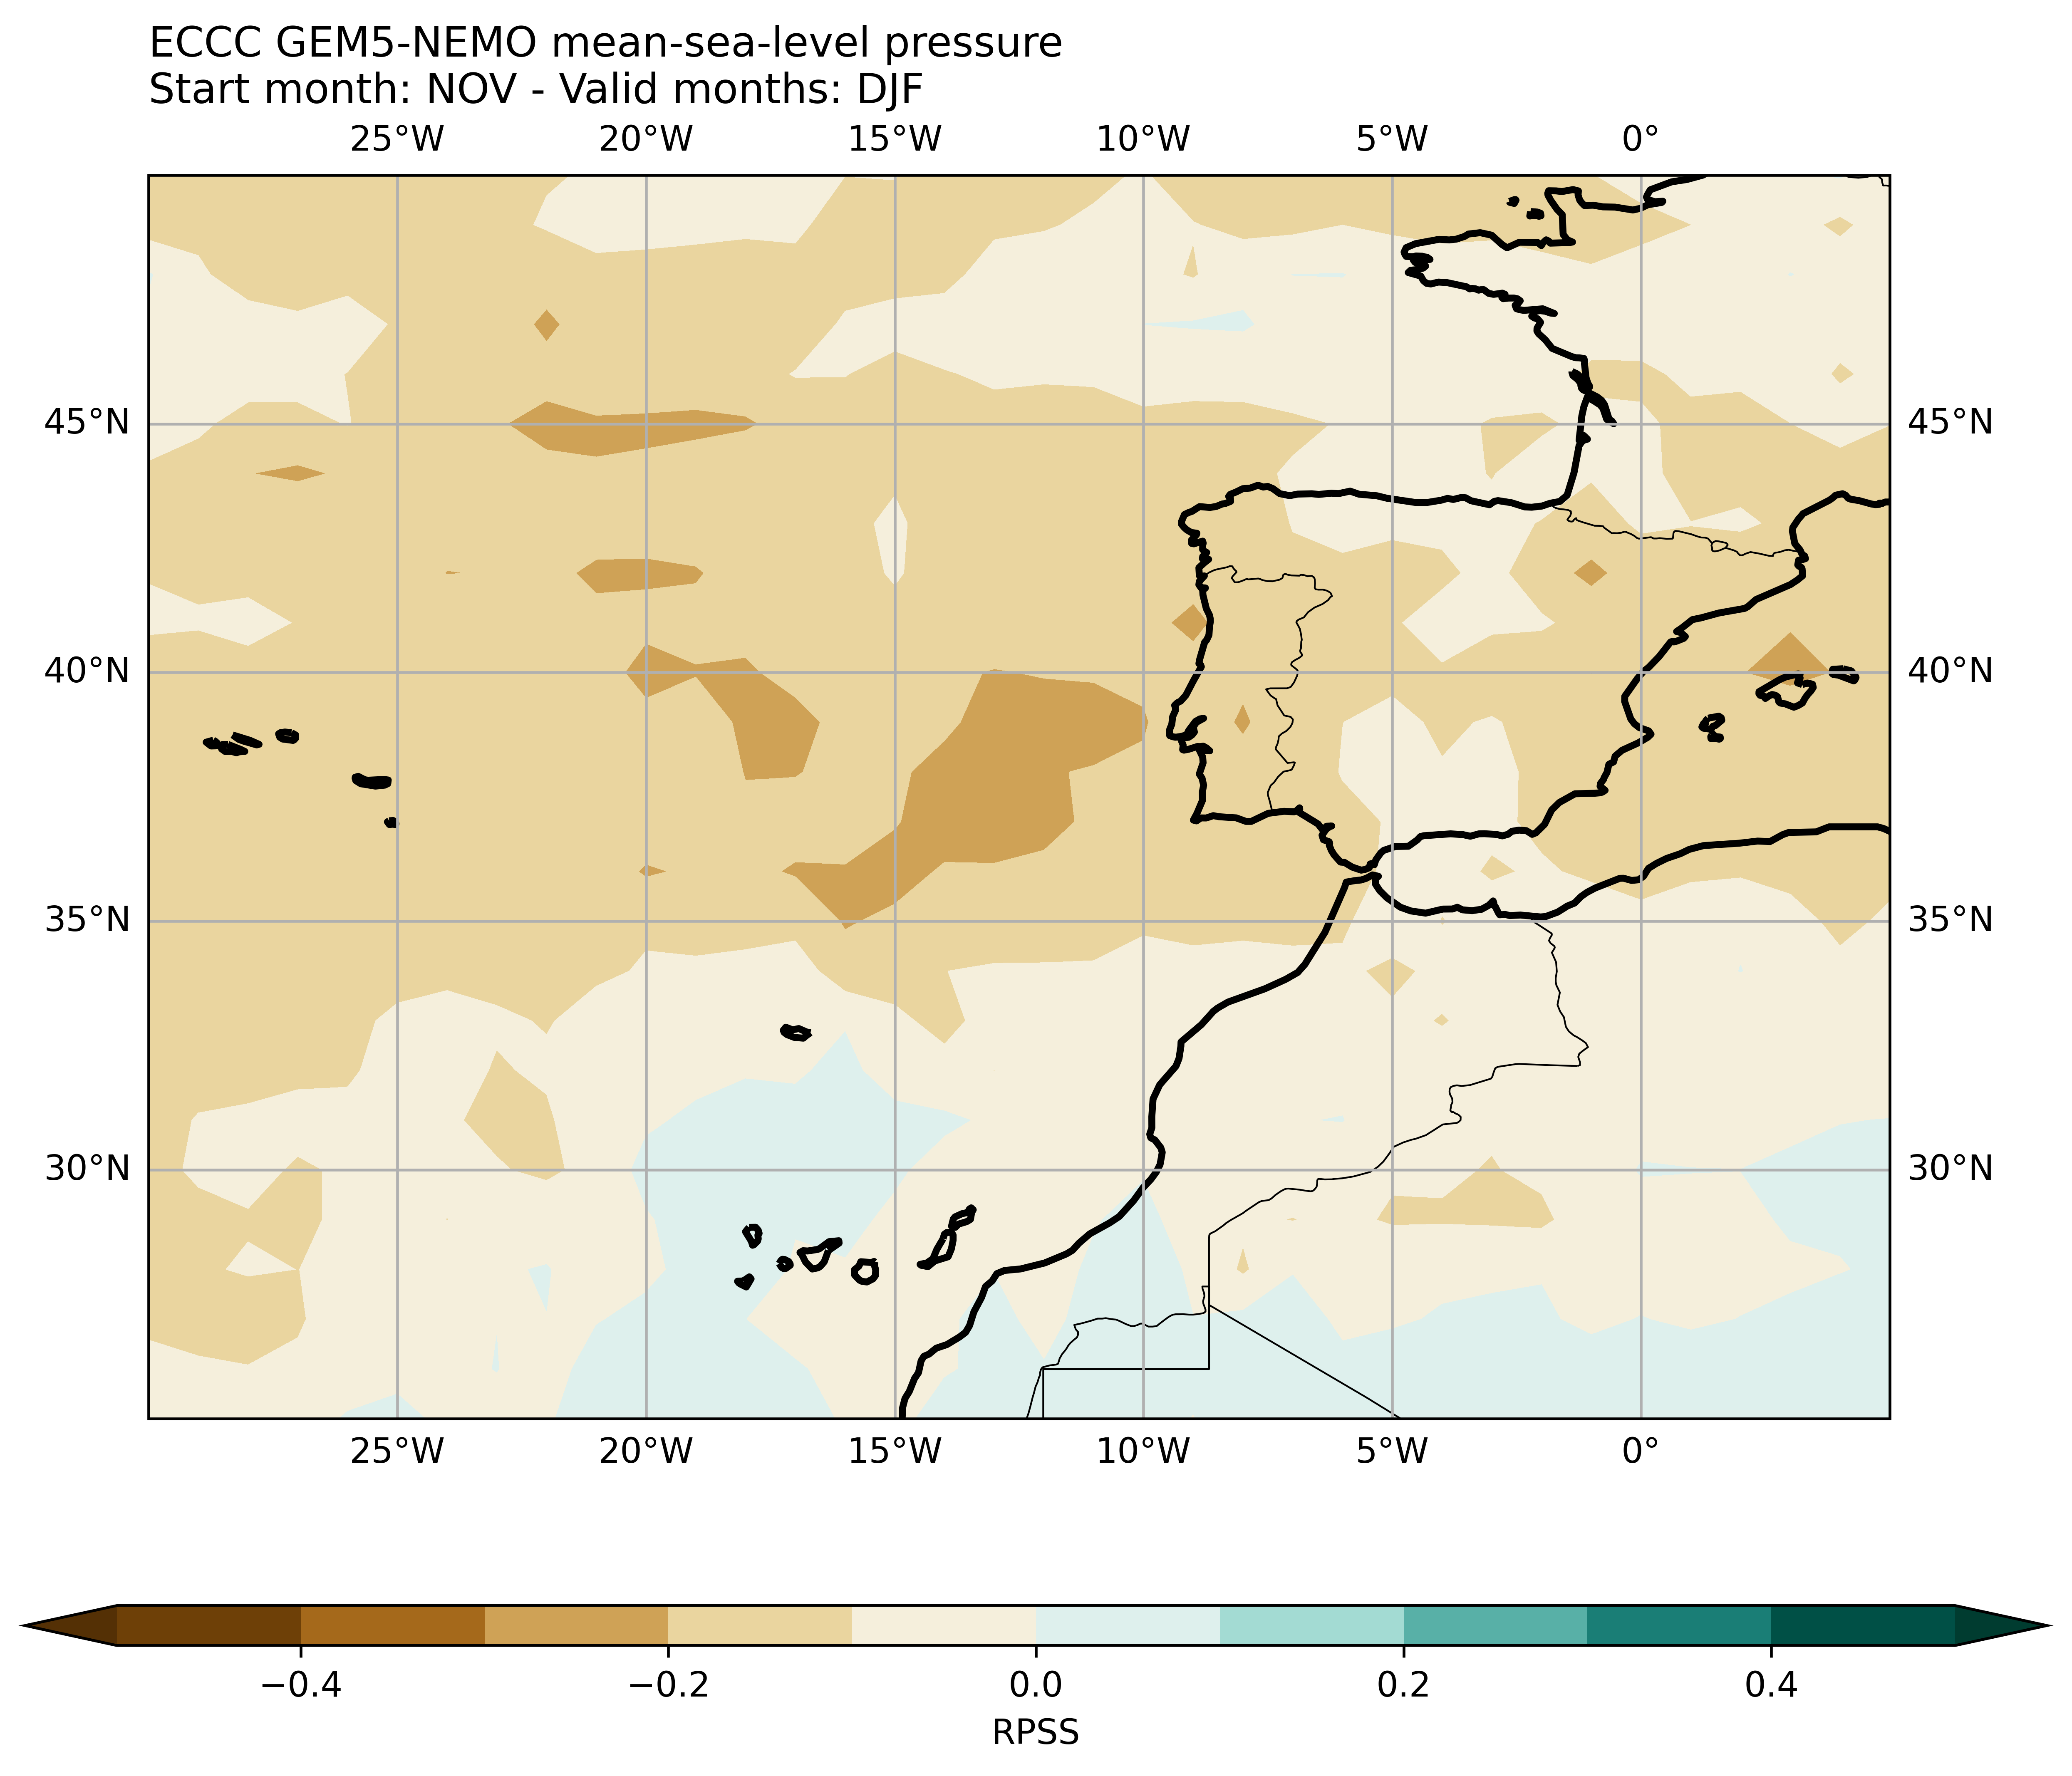 ECCC GEM5-NEMO mean-sea-level pressure
Start month: NOV - Valid months: DJF
25°W 20°W 15°W 10°W 5°W 0°
45°N 45°N
40°N 40°N
35°N 35°N
30°N 30°N
25°W 20°W 15°W 10°W 5°W 0°
−0.4 −0.2 0.0 0.2 0.4
RPSS